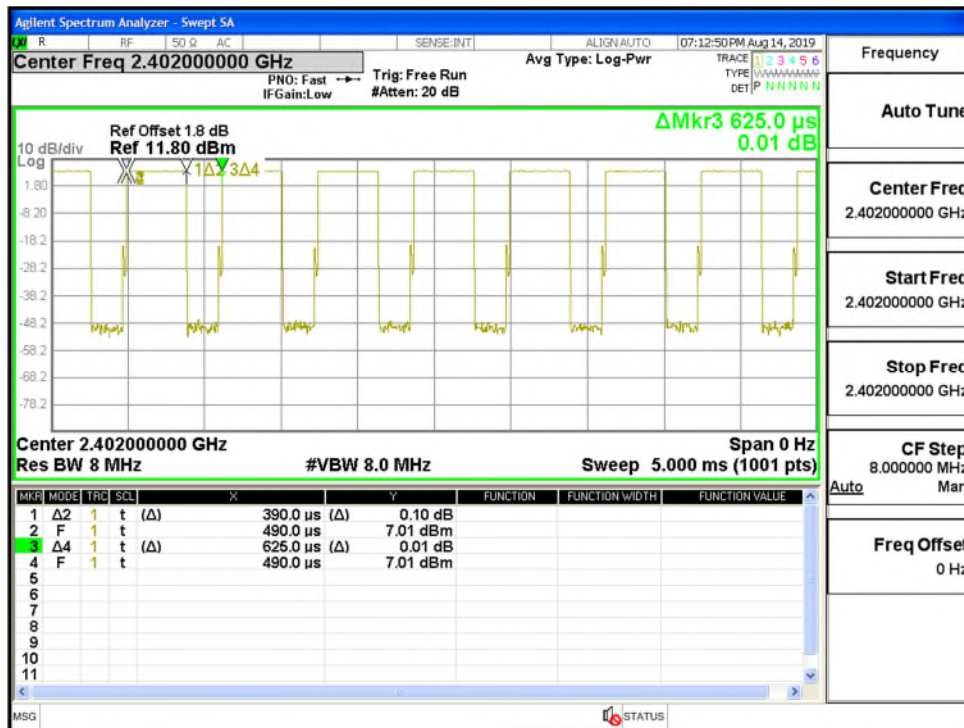 Agilent Spectrum Analyzer - Swept SA
R RF 50 Ω AC SENSE:INT ALIGN AUTO 07:12:50 PM Aug 14, 2019
Center Freq 2.402000000 GHz
PNO: Fast
IFGain:Low
Trig: Free Run
#Atten: 20 dB
Avg Type: Log-Pwr
TRACE 1 2 3 4 5 6
TYPE
DET P N N N N N
ΔMkr3 625.0 µs
0.01 dB
Ref Offset 1.8 dB
10 dB/div Ref 11.80 dBm
Log
1Δ2 3Δ4
1.80
-8.20
-18.2
-28.2
-38.2
-48.2
-58.2
-68.2
-78.2
Center 2.402000000 GHz Span 0 Hz
Res BW 8 MHz #VBW 8.0 MHz Sweep 5.000 ms (1001 pts)
MKR MODE TRC SCL X Y FUNCTION FUNCTION WIDTH FUNCTION VALUE
1 Δ2 1 t (Δ) 390.0 µs (Δ) 0.10 dB
2 F 1 t 490.0 µs 7.01 dBm
3 Δ4 1 t (Δ) 625.0 µs (Δ) 0.01 dB
4 F 1 t 490.0 µs 7.01 dBm
5
6
7
8
9
10
11
MSG STATUS
Frequency
Auto Tune
Center Freq
2.402000000 GHz
Start Freq
2.402000000 GHz
Stop Freq
2.402000000 GHz
CF Step
8.000000 MHz
Auto Man
Freq Offset
0 Hz